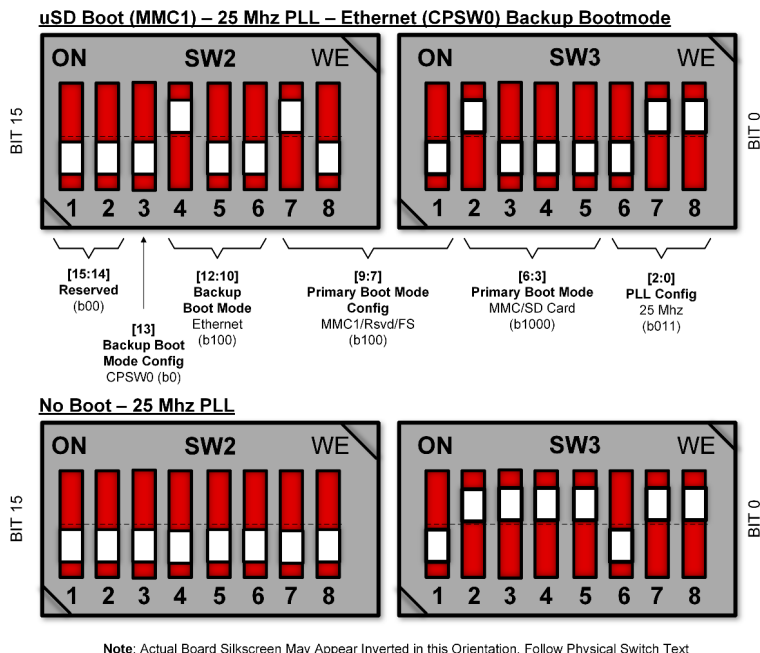 uSD Boot (MMC1) – 25 Mhz PLL – Ethernet (CPSW0) Backup Bootmode
ON SW2 WE
ON SW3 WE
BIT 15
BIT 0
1 2 3 4 5 6 7 8
1 2 3 4 5 6 7 8
[15:14]
Reserved
(b00)
[13]
Backup Boot
Mode Config
CPSW0 (b0)
[12:10]
Backup
Boot Mode
Ethernet
(b100)
[9:7]
Primary Boot Mode
Config
MMC1/Rsvd/FS
(b100)
[6:3]
Primary Boot Mode
MMC/SD Card
(b1000)
[2:0]
PLL Config
25 Mhz
(b011)
No Boot – 25 Mhz PLL
ON SW2 WE
ON SW3 WE
BIT 15
BIT 0
1 2 3 4 5 6 7 8
1 2 3 4 5 6 7 8
Note: Actual Board Silkscreen May Appear Inverted in this Orientation. Follow Physical Switch Text